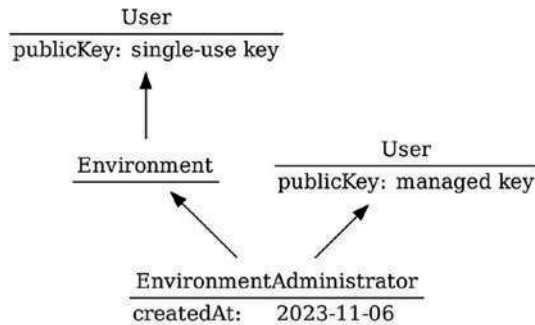 User
publicKey: single-use key
Environment
User
publicKey: managed key
EnvironmentAdministrator
createdAt: 2023-11-06